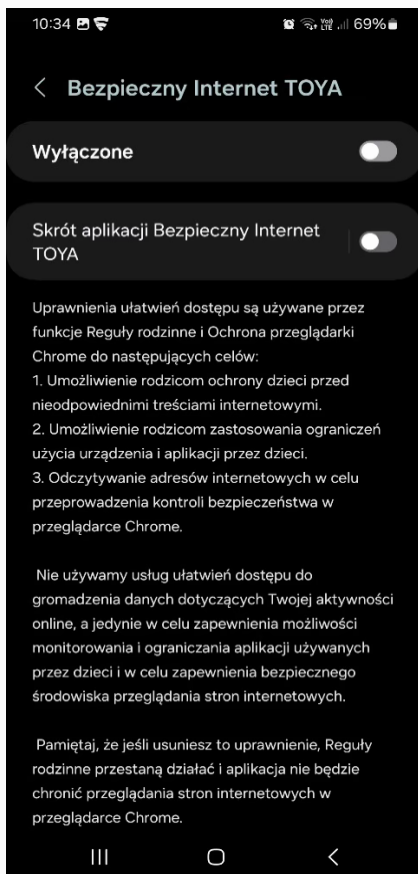 10:34 69%
Bezpieczny Internet TOYA
Wyłączone
Skrót aplikacji Bezpieczny Internet
TOYA
Uprawnienia ułatwień dostępu są używane przez
funkcje Reguły rodzinne i Ochrona przeglądarki
Chrome do następujących celów:
1. Umożliwienie rodzicom ochrony dzieci przed
nieodpowiednimi treściami internetowymi.
2. Umożliwienie rodzicom zastosowania ograniczeń
użycia urządzenia i aplikacji przez dzieci.
3. Odczytywanie adresów internetowych w celu
przeprowadzenia kontroli bezpieczeństwa w
przeglądarce Chrome.
Nie używamy usług ułatwień dostępu do
gromadzenia danych dotyczących Twojej aktywności
online, a jedynie w celu zapewnienia możliwości
monitorowania i ograniczania aplikacji używanych
przez dzieci i w celu zapewnienia bezpiecznego
środowiska przeglądania stron internetowych.
Pamiętaj, że jeśli usuniesz to uprawnienie, Reguły
rodzinne przestaną działać i aplikacja nie będzie
chronić przeglądania stron internetowych w
przeglądarce Chrome.